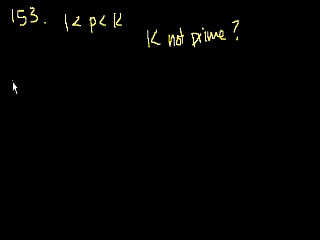 153. 1 < p < k
k not prime?